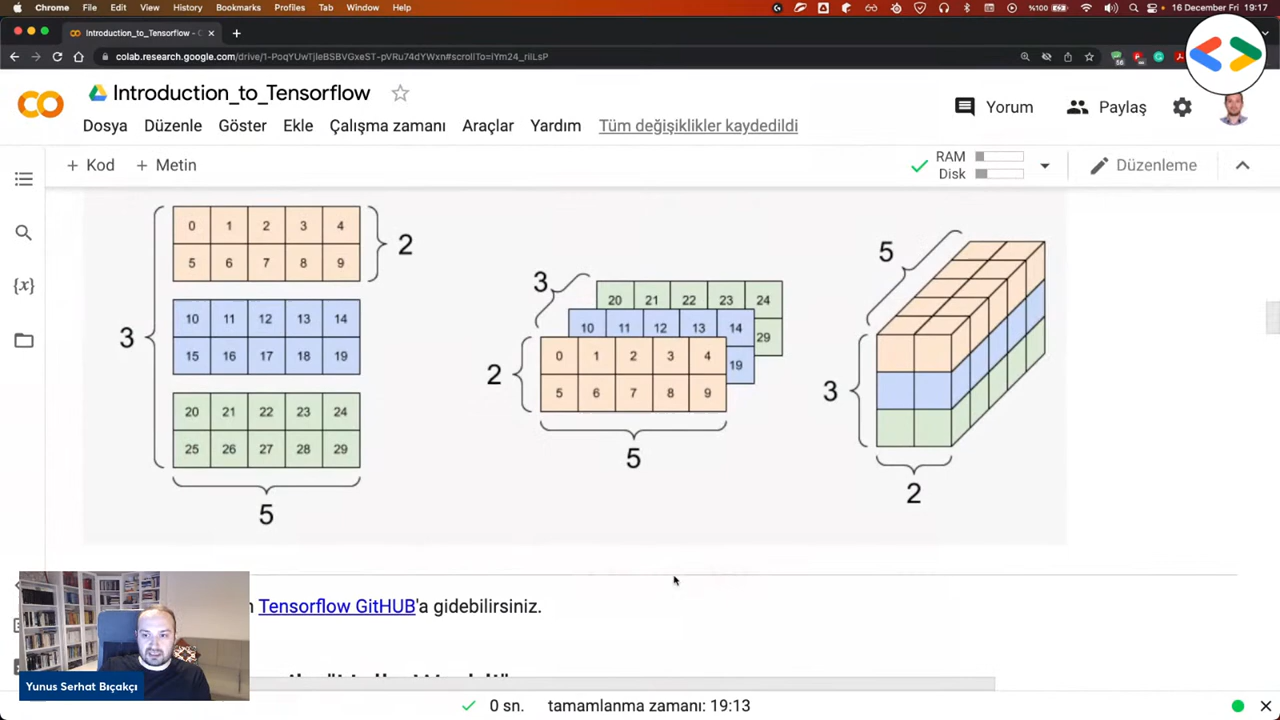 Chrome File Edit View History Bookmarks Profiles Tab Window Help
%100
16 December Fri 19:17
Introduction_to_Tensorflow - C
colab.research.google.com/drive/1-PoqYUwTjleBSBVGxeST-pVRu74dYWxn#scrollTo=iYm24_riILsP
Introduction_to_Tensorflow
Yorum
Paylaş
Dosya Düzenle Göster Ekle Çalışma zamanı Araçlar Yardım Tüm değişiklikler kaydedildi
+ Kod + Metin
RAM
Disk
Düzenleme
{x}
3
0 1 2 3 4
5 6 7 8 9
2
10 11 12 13 14
15 16 17 18 19
20 21 22 23 24
25 26 27 28 29
5
3
20 21 22 23 24
29
10 11 12 13 14
19
0 1 2 3 4
5 6 7 8 9
2
5
5
3
2
Tensorflow GitHUB'a gidebilirsiniz.
Yunus Serhat Bıçakçı
0 sn. tamamlanma zamanı: 19:13